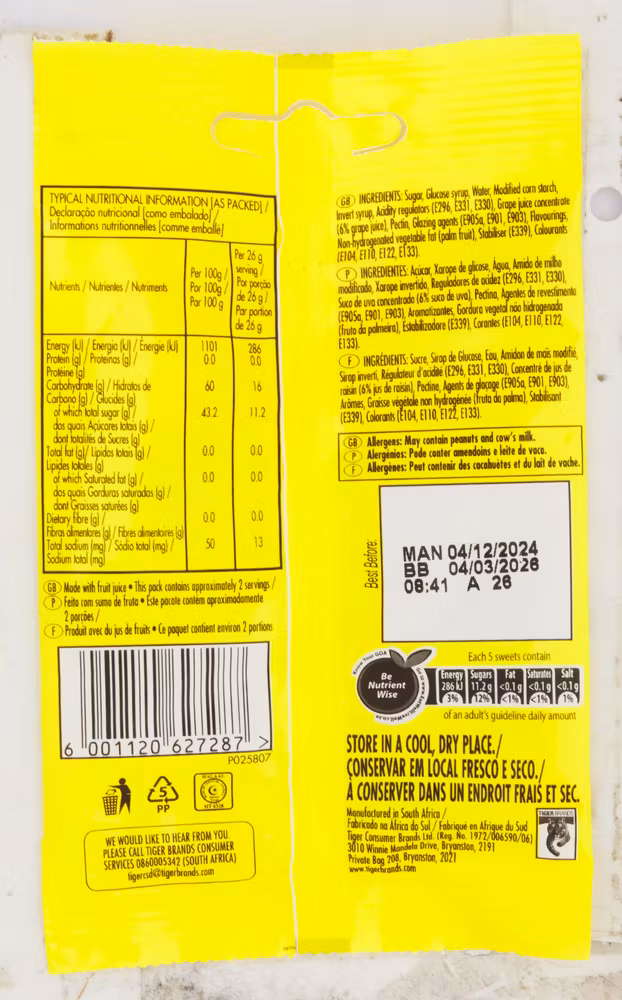 TYPICAL NUTRITIONAL INFORMATION [AS PACKED] /
Declaração nutricional [como embalado] /
Informations nutritionnelles [comme emballé]
Nutrients / Nutrientes / Nutriments
Per 100g /
Por 100g /
Par 100 g
Per 26 g
serving /
Por porção
de 26 g /
Par portion
de 26 g
Energy (kJ) / Energia (kJ) / Énergie (kJ) 1101 286
Protein (g) / Proteínas (g) / 0.0 0.0
Protéine (g)
Carbohydrate (g) / Hidratos de 60 16
Carbono (g) / Glucides (g)
of which total sugar (g) / 43.2 11.2
dos quais Açúcares totais (g) /
dont totalités de Sucres (g)
Total fat (g)/ Lípidos totais (g) / 0.0 0.0
Lipides totales (g)
of which Saturated fat (g) / 0.0 0.0
dos quais Gorduras saturadas (g) /
dont Graisses saturées (g)
Dietary fibre (g) / 0.0 0.0
Fibras alimentares (g) / Fibres alimentaires (g)
Total sodium (mg) / Sódio total (mg) / 50 13
Sodium total (mg)
GB Made with fruit juice • This pack contains approximately 2 servings /
P Feito com sumo de fruta • Este pacote contém aproximadamente
2 porções /
F Produit avec du jus de fruits • Ce paquet contient environ 2 portions
6 001120 627287 >
P025807
5
PP
WE WOULD LIKE TO HEAR FROM YOU.
PLEASE CALL TIGER BRANDS CONSUMER
SERVICES 0860005342 (SOUTH AFRICA)
tigercsd@tigerbrands.com
GB INGREDIENTS: Sugar, Glucose syrup, Water, Modified corn starch,
Invert syrup, Acidity regulators (E296, E331, E330), Grape juice concentrate
(6% grape juice), Pectin, Glazing agents (E905a, E901, E903), Flavourings,
Non-hydrogenated vegetable fat (palm fruit), Stabiliser (E339), Colourants
(E104, E110, E122, E133).
P INGREDIENTES: Açúcar, Xarope de glicose, Água, Amido de milho
modificado, Xarope invertido, Reguladores de acidez (E296, E331, E330),
Suco de uva concentrado (6% suco de uva), Pectina, Agentes de revestimento
(E905a, E901, E903), Aromatizantes, Gordura vegetal não hidrogenada
(fruto da palmeira), Estabilizadore (E339), Corantes (E104, E110, E122,
E133).
F INGRÉDIENTS: Sucre, Sirop de Glucose, Eau, Amidon de maïs modifié,
Sirop inverti, Régulateur d'acidité (E296, E331, E330), Concentré de jus de
raisin (6% jus de raisin), Pectine, Agents de glaçage (E905a, E901, E903),
Arômes, Graisse végétale non hydrogénée (fruto da palma), Stabilisant
(E339), Colorants (E104, E110, E122, E133).
GB Allergens: May contain peanuts and cow's milk.
P Alergénios: Pode conter amendoins e leite de vaca.
F Allergènes: Peut contenir des cacahuètes et du lait de vache.
Best Before:
MAN 04/12/2024
BB 04/03/2026
08:41 A 26
Know Your GDA
Be
Nutrient
Wise
Each 5 sweets contain
Energy Sugars Fat Saturates Salt
286 kJ 11.2 g <0.1 g <0.1 g <0.1 g
3% 12% <1% <1% 1%
of an adult's guideline daily amount
STORE IN A COOL, DRY PLACE./
CONSERVAR EM LOCAL FRESCO E SECO./
À CONSERVER DANS UN ENDROIT FRAIS ET SEC.
Manufactured in South Africa /
Fabricado na África do Sul / Fabriqué en Afrique du Sud
Tiger Consumer Brands Ltd. (Reg. No. 1972/006590/06)
3010 Winnie Mandela Drive, Bryanston, 2191
Private Bag 208, Bryanston, 2021
www.tigerbrands.com
TIGER BRANDS